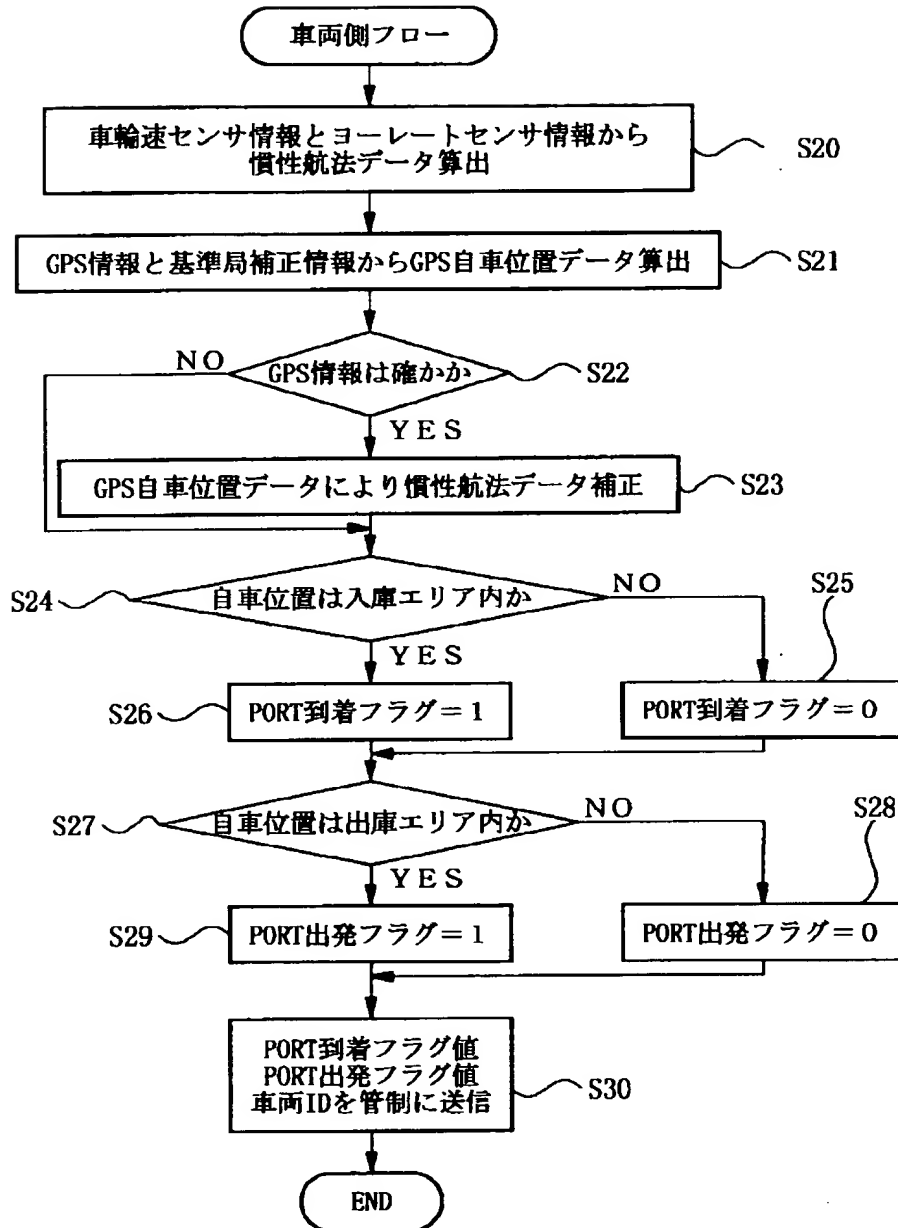 車両側フロー
車輪速センサ情報とヨーレートセンサ情報から
慣性航法データ算出
S20
GPS情報と基準局補正情報からGPS自車位置データ算出
S21
NO
GPS情報は確かか
S22
YES
GPS自車位置データにより慣性航法データ補正
S23
S24
自車位置は入庫エリア内か
NO
S25
YES
S26
PORT到着フラグ＝1
PORT到着フラグ＝0
S27
自車位置は出庫エリア内か
NO
S28
YES
S29
PORT出発フラグ＝1
PORT出発フラグ＝0
PORT到着フラグ値
PORT出発フラグ値
車両IDを管制に送信
S30
END